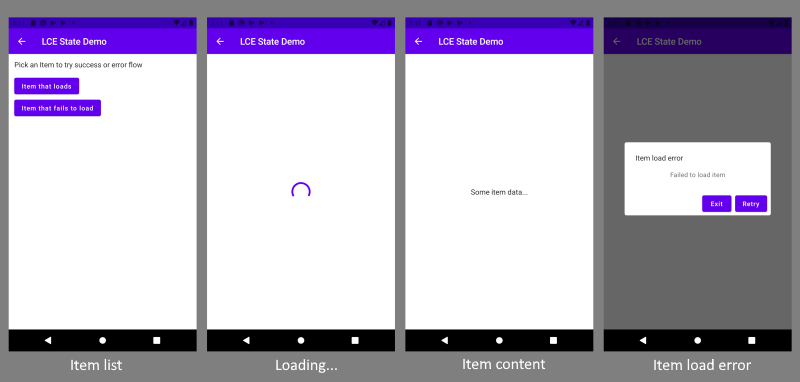 LCE State Demo
Pick an Item to try success or error flow
Item that loads
Item that fails to load
Item list
LCE State Demo
Loading...
LCE State Demo
Some item data...
Item content
LCE State Demo
Item load error
Failed to load item
Exit Retry
Item load error